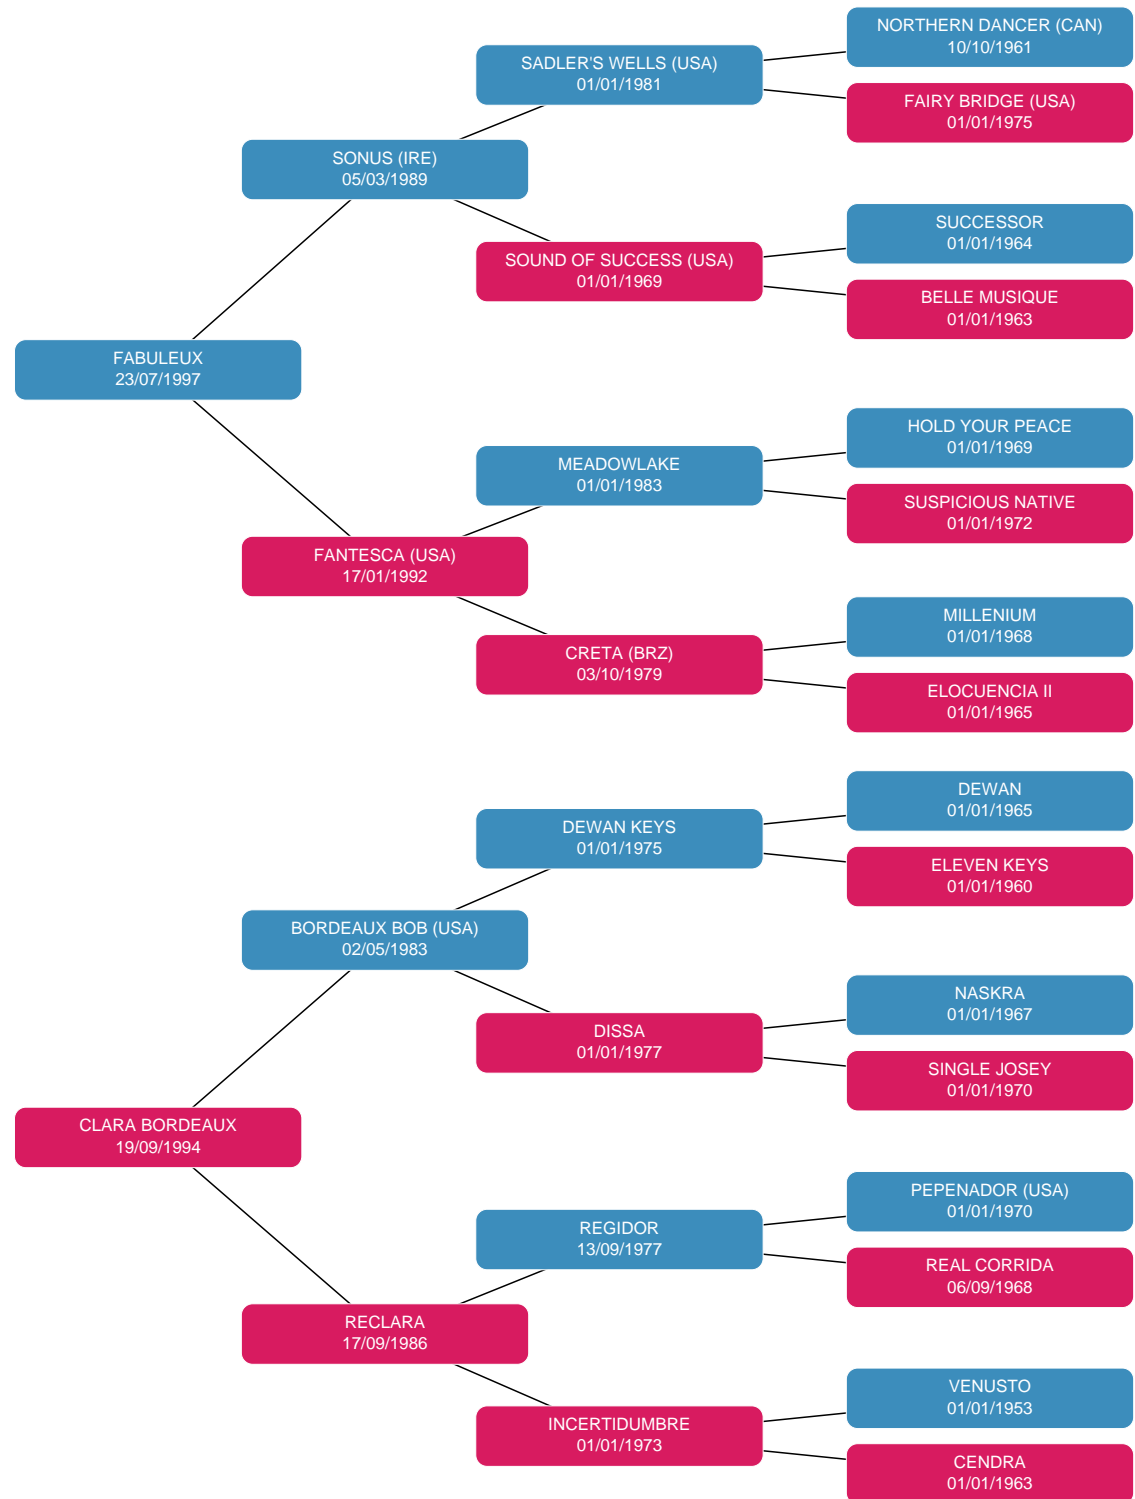 NORTHERN DANCER (CAN)
10/10/1961
SADLER'S WELLS (USA)
01/01/1981
FAIRY BRIDGE (USA)
01/01/1975
SONUS (IRE)
05/03/1989
SUCCESSOR
01/01/1964
SOUND OF SUCCESS (USA)
01/01/1969
BELLE MUSIQUE
01/01/1963
FABULEUX
23/07/1997
HOLD YOUR PEACE
01/01/1969
MEADOWLAKE
01/01/1983
SUSPICIOUS NATIVE
01/01/1972
FANTESCA (USA)
17/01/1992
MILLENIUM
01/01/1968
CRETA (BRZ)
03/10/1979
ELOCUENCIA II
01/01/1965
DEWAN
01/01/1965
DEWAN KEYS
01/01/1975
ELEVEN KEYS
01/01/1960
BORDEAUX BOB (USA)
02/05/1983
NASKRA
01/01/1967
DISSA
01/01/1977
SINGLE JOSEY
01/01/1970
CLARA BORDEAUX
19/09/1994
PEPENADOR (USA)
01/01/1970
REGIDOR
13/09/1977
REAL CORRIDA
06/09/1968
RECLARA
17/09/1986
VENUSTO
01/01/1953
INCERTIDUMBRE
01/01/1973
CENDRA
01/01/1963